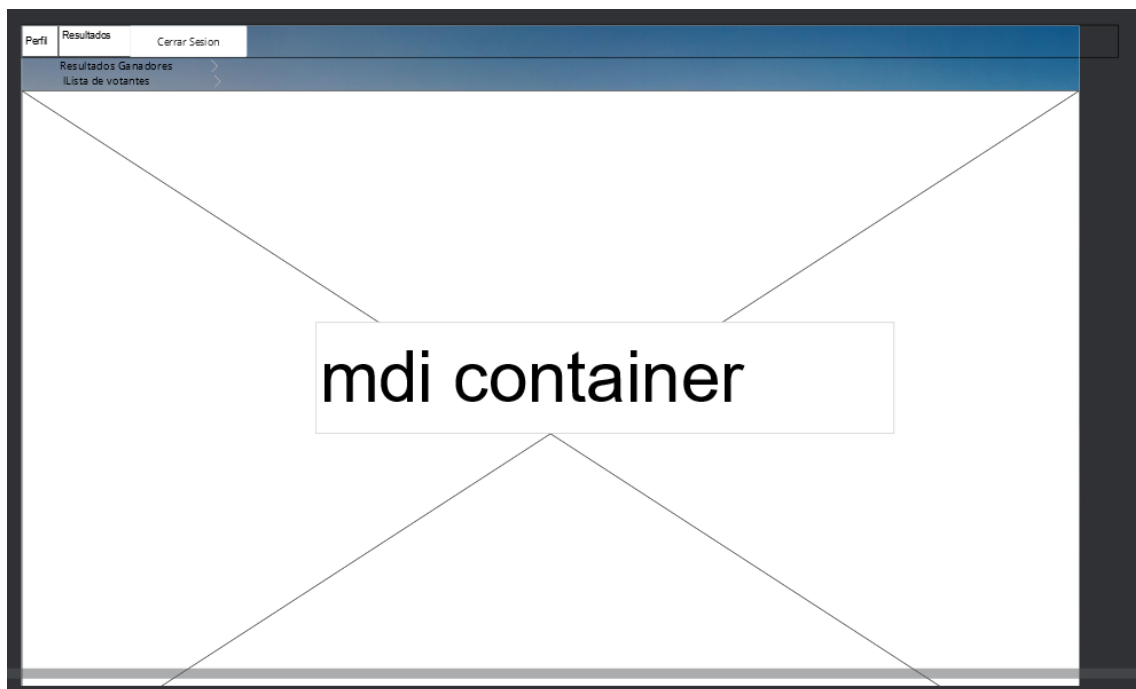 Perfil Resultados Cerrar Sesion
Resultados Ganadores
lLista de votantes
mdi container